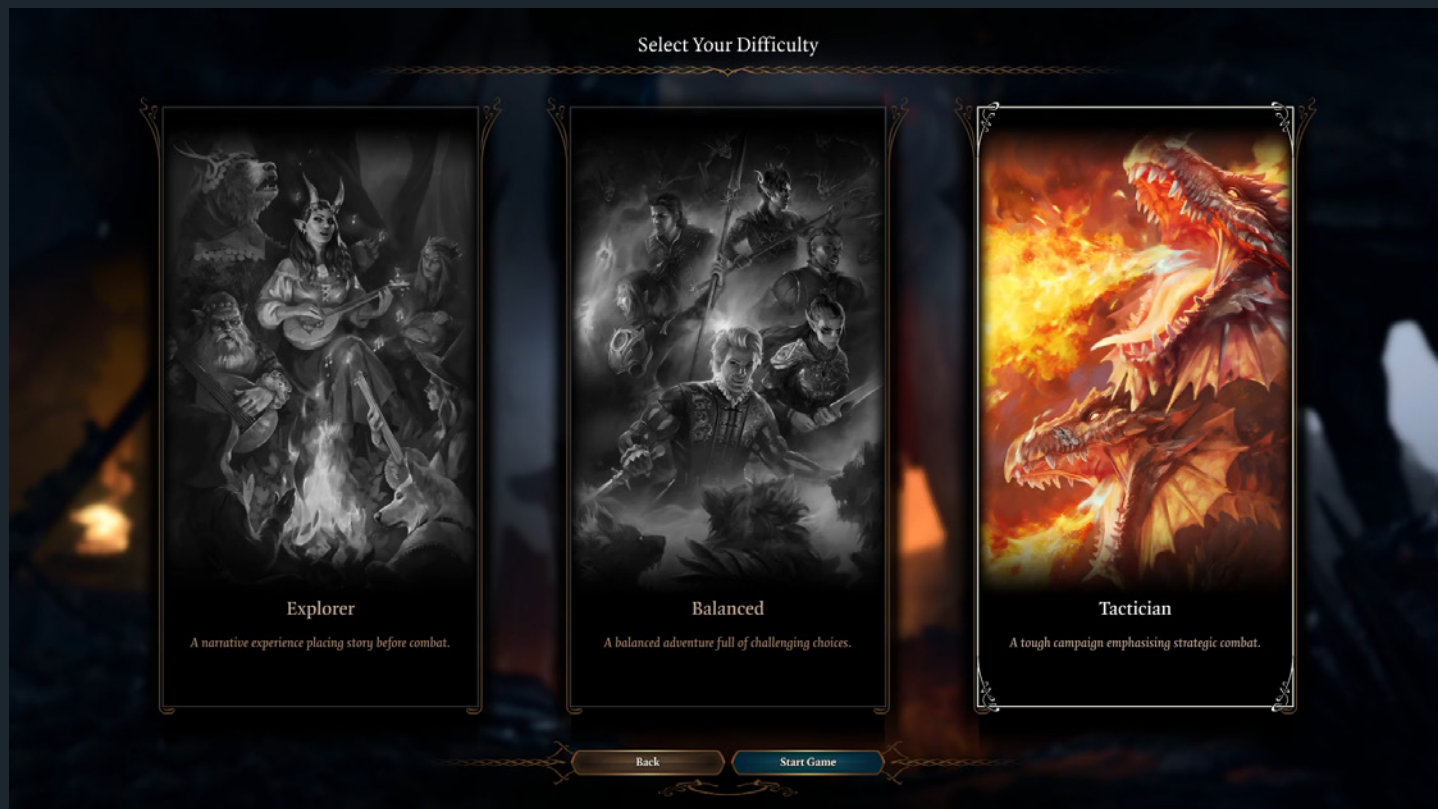 Select Your Difficulty
Explorer
A narrative experience placing story before combat.
Balanced
A balanced adventure full of challenging choices.
Tactician
A tough campaign emphasising strategic combat.
Back
Start Game